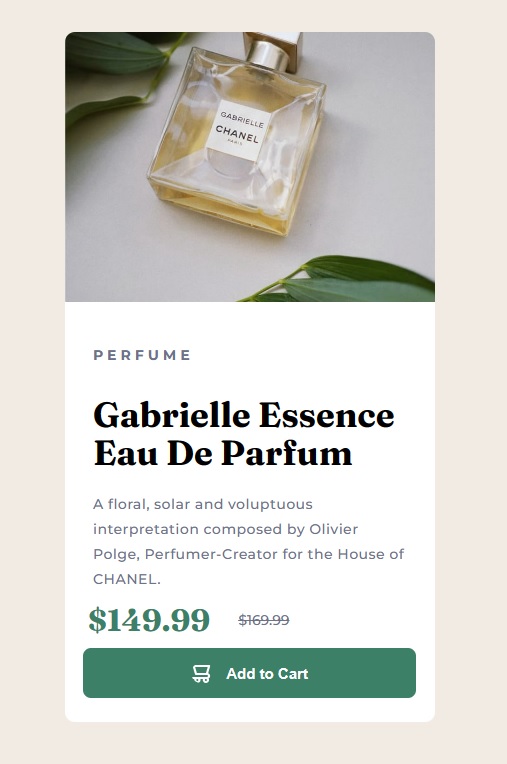 GABRIELLE
CHANEL
PARIS
PERFUME
Gabrielle Essence
Eau De Parfum
A floral, solar and voluptuous
interpretation composed by Olivier
Polge, Perfumer-Creator for the House of
CHANEL.
$149.99 $169.99
Add to Cart